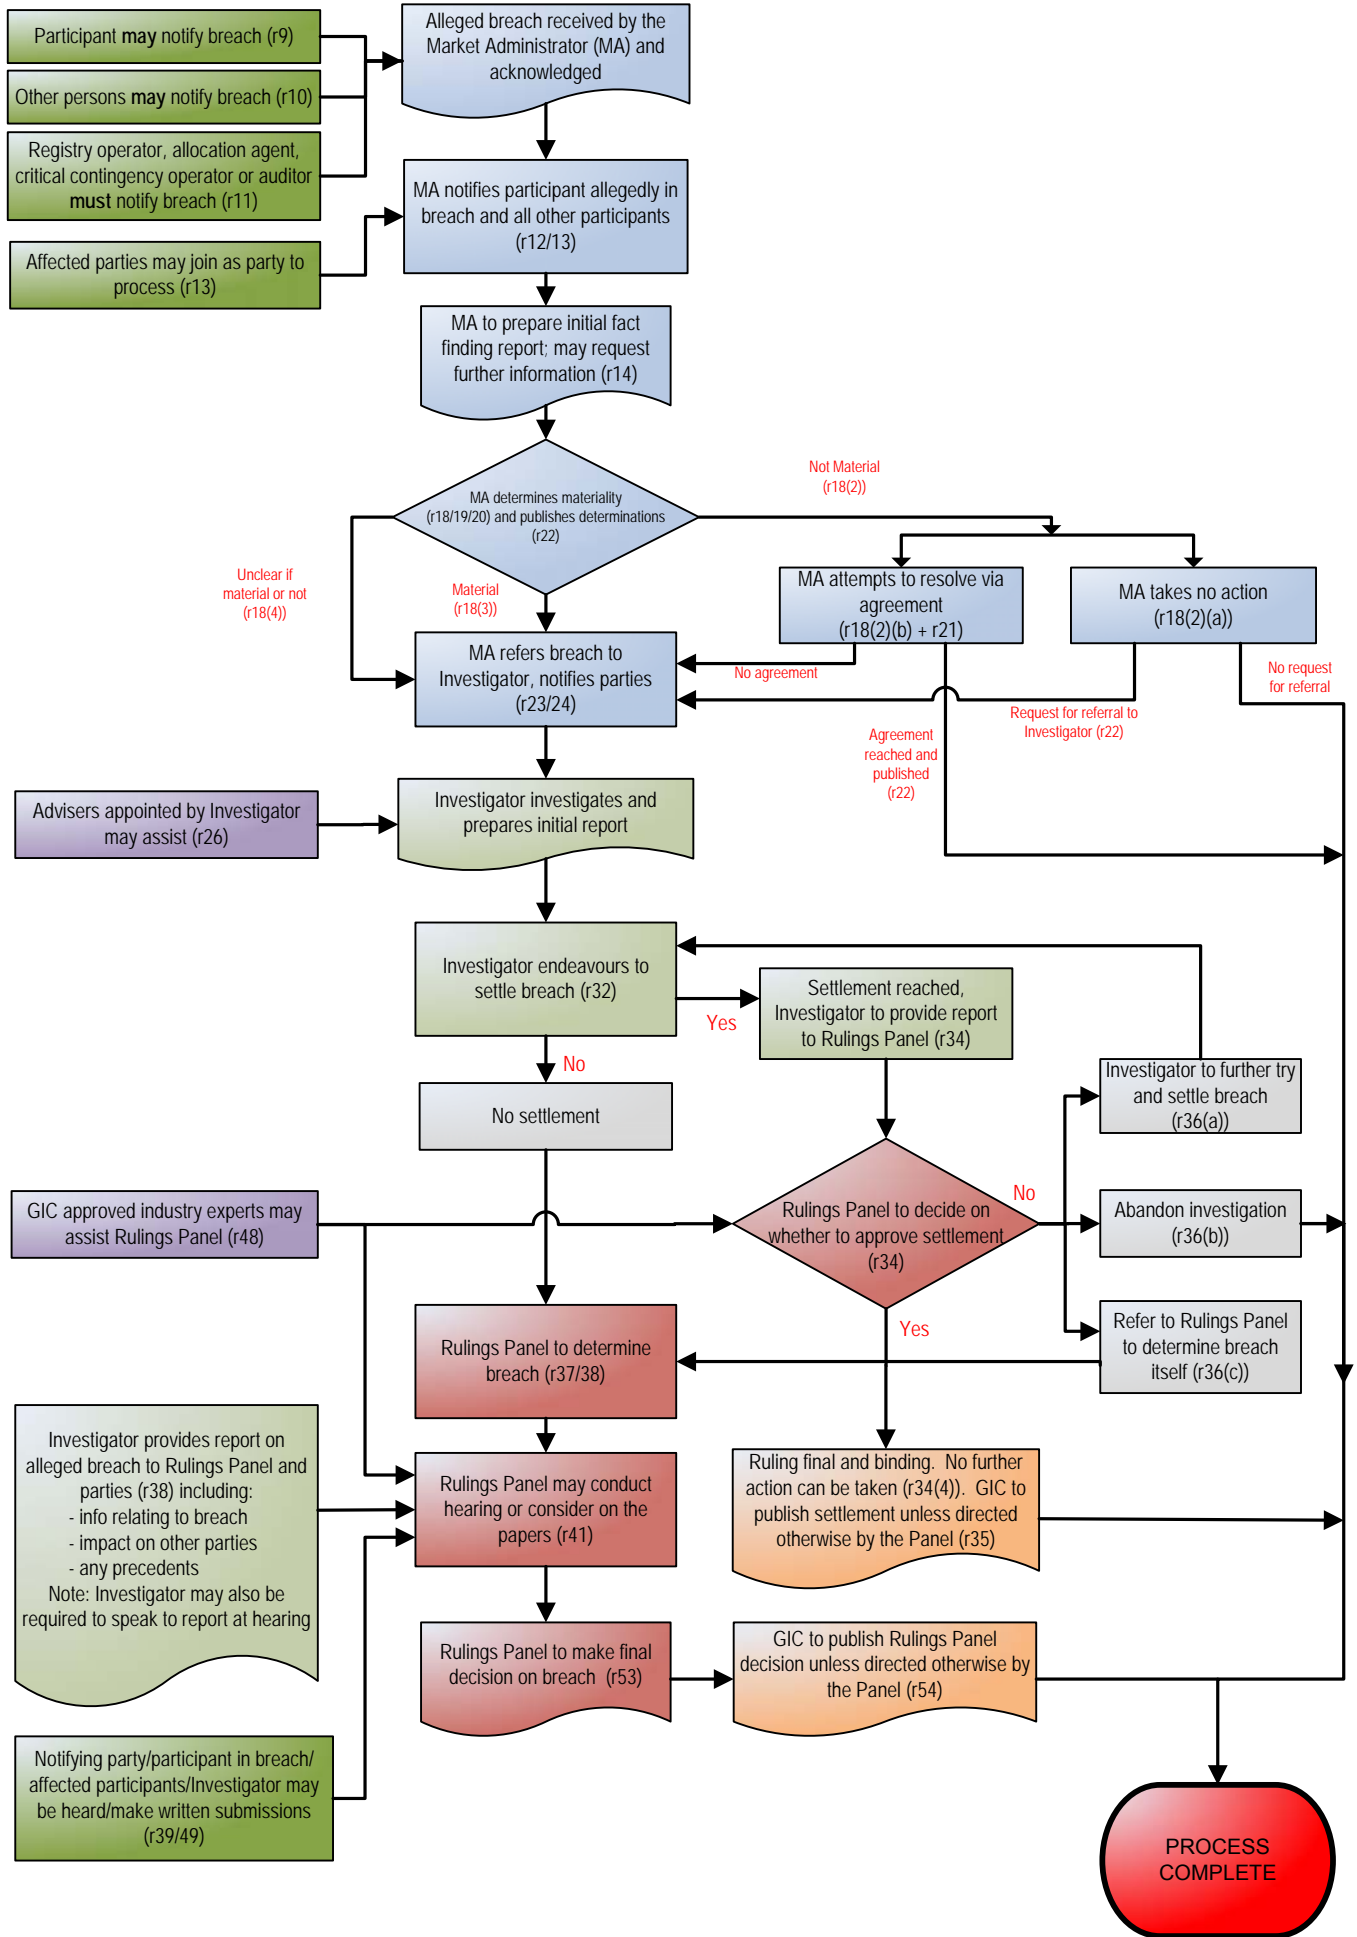 Participant may notify breach (r9)
Other persons may notify breach (r10)
Registry operator, allocation agent,
critical contingency operator or auditor
must notify breach (r11)
Affected parties may join as party to
process (r13)
Alleged breach received by the
Market Administrator (MA) and
acknowledged
MA notifies participant allegedly in
breach and all other participants
(r12/13)
MA to prepare initial fact
finding report; may request
further information (r14)
MA determines materiality
(r18/19/20) and publishes determinations
(r22)
Not Material
(r18(2))
Unclear if
material or not
(r18(4))
Material
(r18(3))
MA attempts to resolve via
agreement
(r18(2)(b) + r21)
MA takes no action
(r18(2)(a))
MA refers breach to
Investigator, notifies parties
(r23/24)
No agreement
No request
for referral
Request for referral to
Investigator (r22)
Agreement
reached and
published
(r22)
Advisers appointed by Investigator
may assist (r26)
Investigator investigates and
prepares initial report
Investigator endeavours to
settle breach (r32)
Yes
Settlement reached,
Investigator to provide report
to Rulings Panel (r34)
No
No settlement
Investigator to further try
and settle breach
(r36(a))
GIC approved industry experts may
assist Rulings Panel (r48)
Rulings Panel to decide on
whether to approve settlement
(r34)
No
Abandon investigation
(r36(b))
Yes
Refer to Rulings Panel
to determine breach
itself (r36(c))
Rulings Panel to determine
breach (r37/38)
Investigator provides report on
alleged breach to Rulings Panel and
parties (r38) including:
- info relating to breach
- impact on other parties
- any precedents
Note: Investigator may also be
required to speak to report at hearing
Rulings Panel may conduct
hearing or consider on the
papers (r41)
Ruling final and binding. No further
action can be taken (r34(4)). GIC to
publish settlement unless directed
otherwise by the Panel (r35)
Rulings Panel to make final
decision on breach (r53)
GIC to publish Rulings Panel
decision unless directed otherwise by
the Panel (r54)
Notifying party/participant in breach/
affected participants/Investigator may
be heard/make written submissions
(r39/49)
PROCESS
COMPLETE